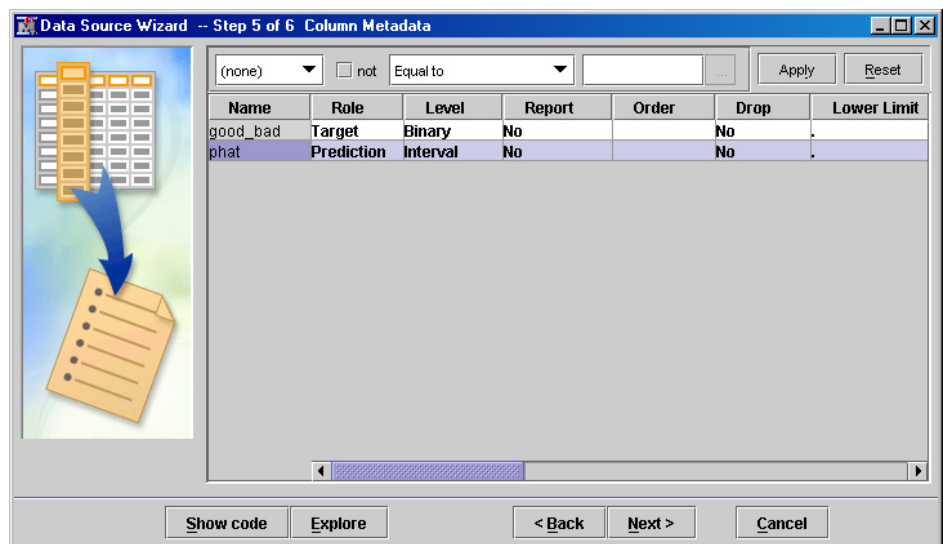 Data Source Wizard -- Step 5 of 6 Column Metadata
(none) not Equal to ... Apply Reset
Name Role Level Report Order Drop Lower Limit
good_bad Target Binary No No .
phat Prediction Interval No No .
Show code Explore < Back Next > Cancel